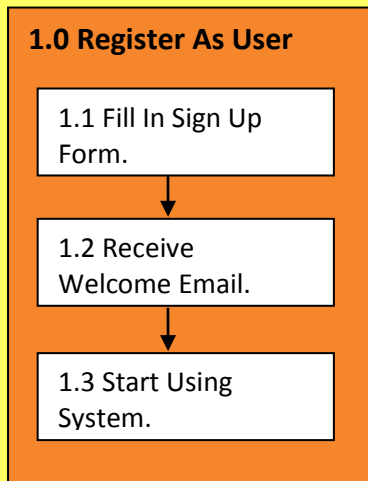 1.0 Register As User
1.1 Fill In Sign Up
Form.
1.2 Receive
Welcome Email.
1.3 Start Using
System.